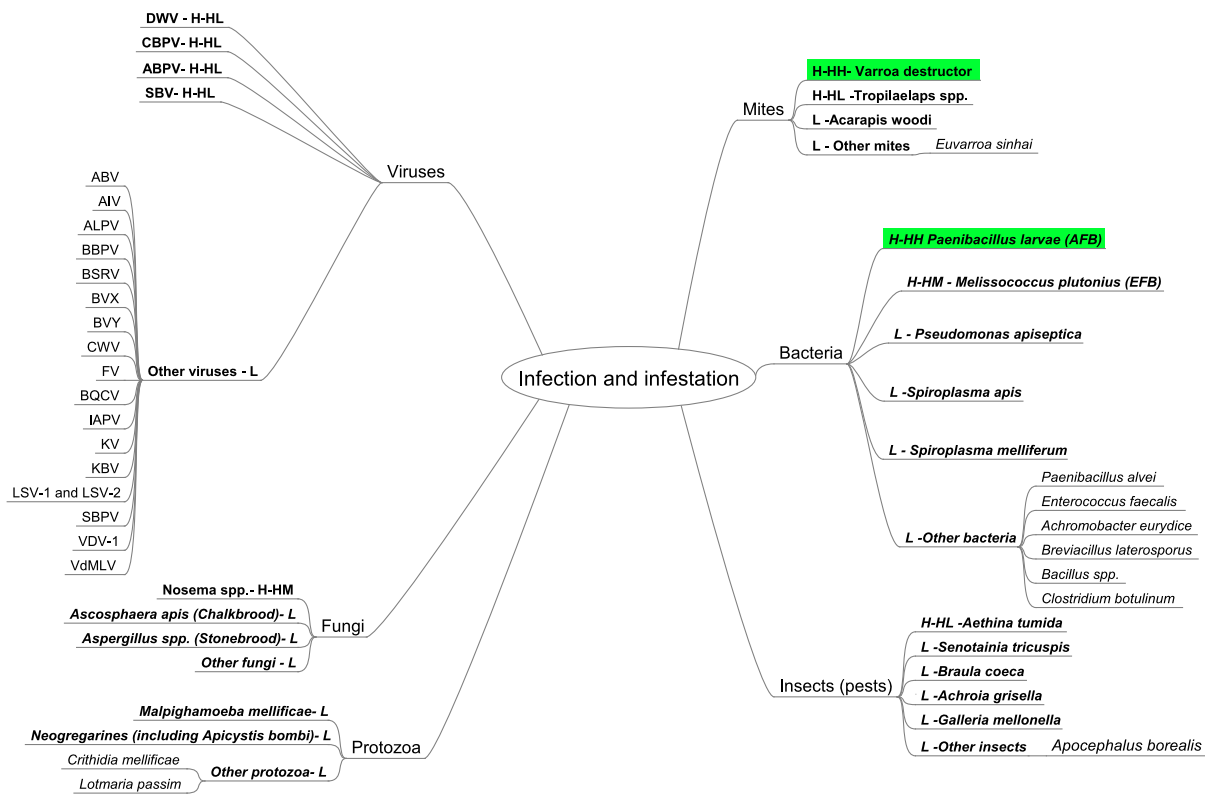 Infection and infestation
Viruses
DWV - H-HL
CBPV- H-HL
ABPV- H-HL
SBV- H-HL
Other viruses - L
ABV
AIV
ALPV
BBPV
BSRV
BVX
BVY
CWV
FV
BQCV
IAPV
KV
KBV
LSV-1 and LSV-2
SBPV
VDV-1
VdMLV
Fungi
Nosema spp.- H-HM
Ascosphaera apis (Chalkbrood)- L
Aspergillus spp. (Stonebrood)- L
Other fungi - L
Protozoa
Malpighamoeba mellificae- L
Neogregarines (including Apicystis bombi)- L
Other protozoa- L
Crithidia mellificae
Lotmaria passim
Mites
H-HH- Varroa destructor
H-HL -Tropilaelaps spp.
L -Acarapis woodi
L - Other mites
Euvarroa sinhai
Bacteria
H-HH Paenibacillus larvae (AFB)
H-HM - Melissococcus plutonius (EFB)
L - Pseudomonas apiseptica
L -Spiroplasma apis
L - Spiroplasma melliferum
L -Other bacteria
Paenibacillus alvei
Enterococcus faecalis
Achromobacter eurydice
Breviacillus laterosporus
Bacillus spp.
Clostridium botulinum
Insects (pests)
H-HL -Aethina tumida
L -Senotainia tricuspis
L -Braula coeca
L -Achroia grisella
L -Galleria mellonella
L -Other insects
Apocephalus borealis